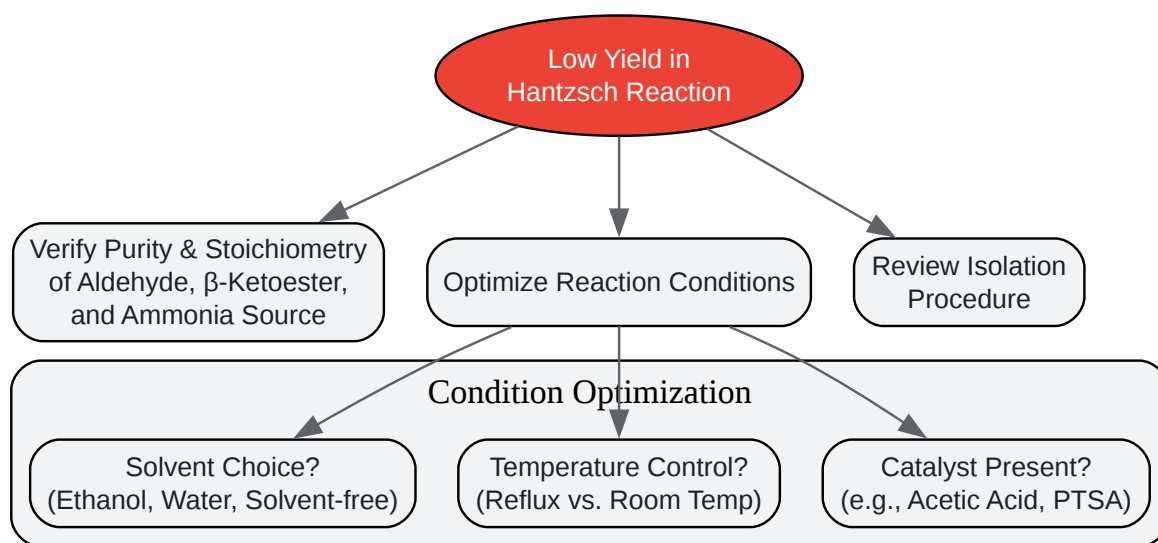 Low Yield in
Hantzsch Reaction
Verify Purity & Stoichiometry
of Aldehyde, β-Ketoester,
and Ammonia Source
Optimize Reaction Conditions
Review Isolation
Procedure
Condition Optimization
Solvent Choice?
(Ethanol, Water, Solvent-free)
Temperature Control?
(Reflux vs. Room Temp)
Catalyst Present?
(e.g., Acetic Acid, PTSA)